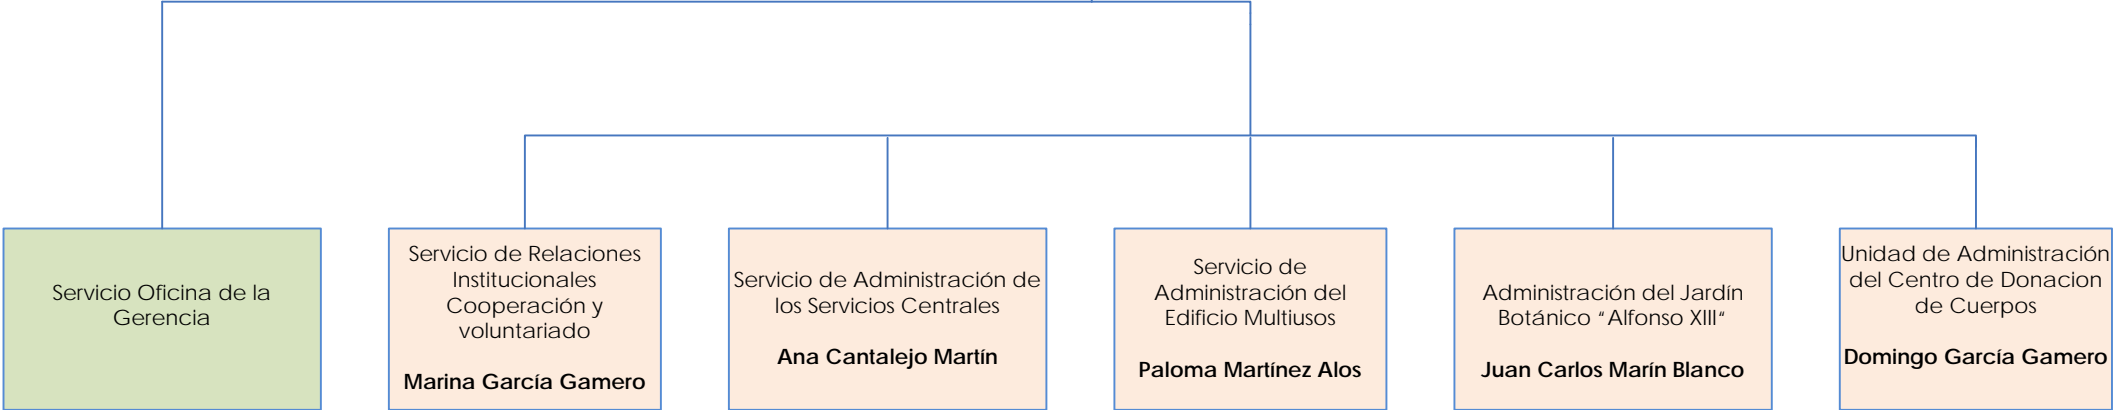 Servicio Oficina de la
Gerencia
Servicio de Relaciones
Institucionales
Cooperación y
voluntariado
Marina García Gamero
Servicio de Administración de
los Servicios Centrales
Ana Cantalejo Martín
Servicio de
Administración del
Edificio Multiusos
Paloma Martínez Alos
Administración del Jardín
Botánico “Alfonso XIII“
Juan Carlos Marín Blanco
Unidad de Administración
del Centro de Donacion
de Cuerpos
Domingo García Gamero